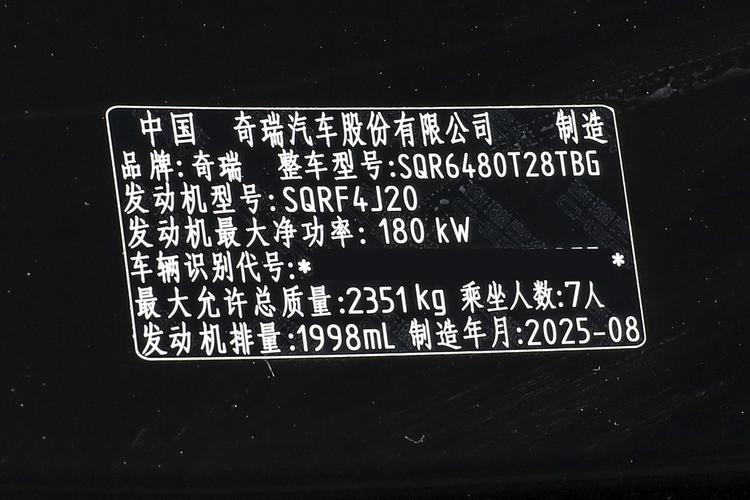 中国 奇瑞汽车股份有限公司 制造
品牌:奇瑞 整车型号:SQR6480T28TBG
发动机型号:SQRF4J20
发动机最大净功率:180 kW
车辆识别代号:* *
最大允许总质量:2351kg 乘坐人数:7人
发动机排量:1998mL 制造年月:2025-08